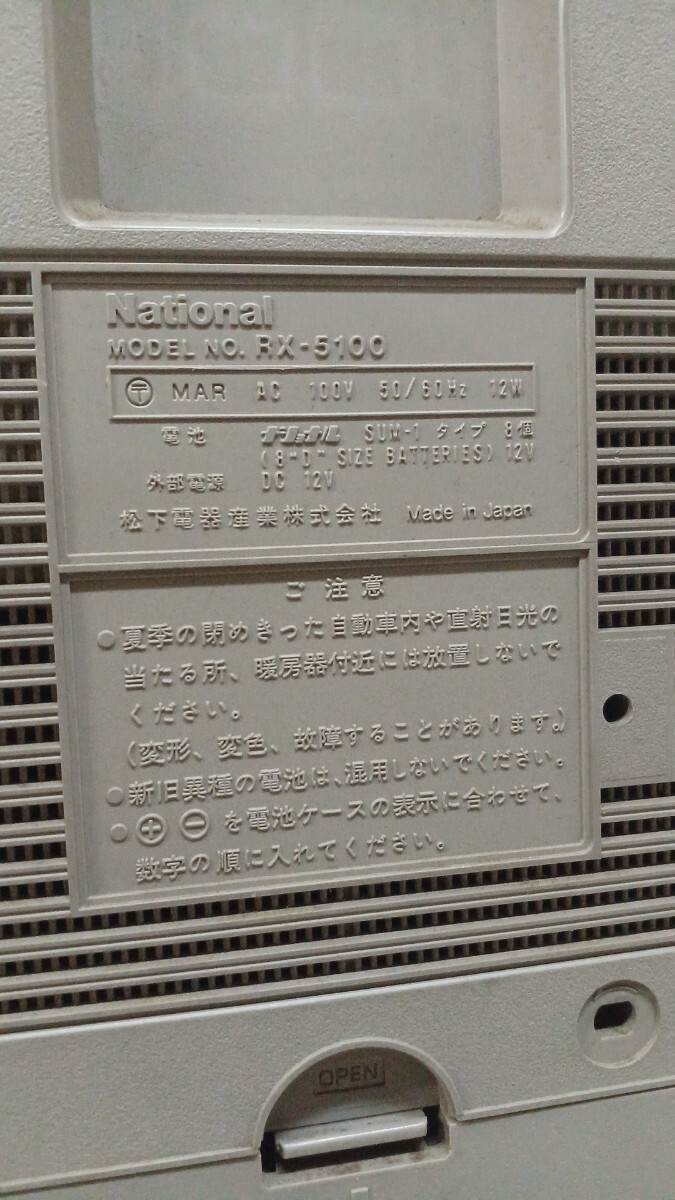 National
MODEL NO. RX-5100
〒 MAR AC 100V 50/60Hz 12W
電池 ナショナル SUM-1 タイプ 8個
(8"D" SIZE BATTERIES) 12V
外部電源 DC 12V
松下電器産業株式会社 Made in Japan
ご注意
●夏季の閉めきった自動車内や直射日光の
当たる所、暖房器付近には放置しないで
ください。
(変形、変色、故障することがあります。)
●新旧異種の電池は、混用しないでください。
●⊕⊖を電池ケースの表示に合わせて、
数字の順に入れてください。
OPEN